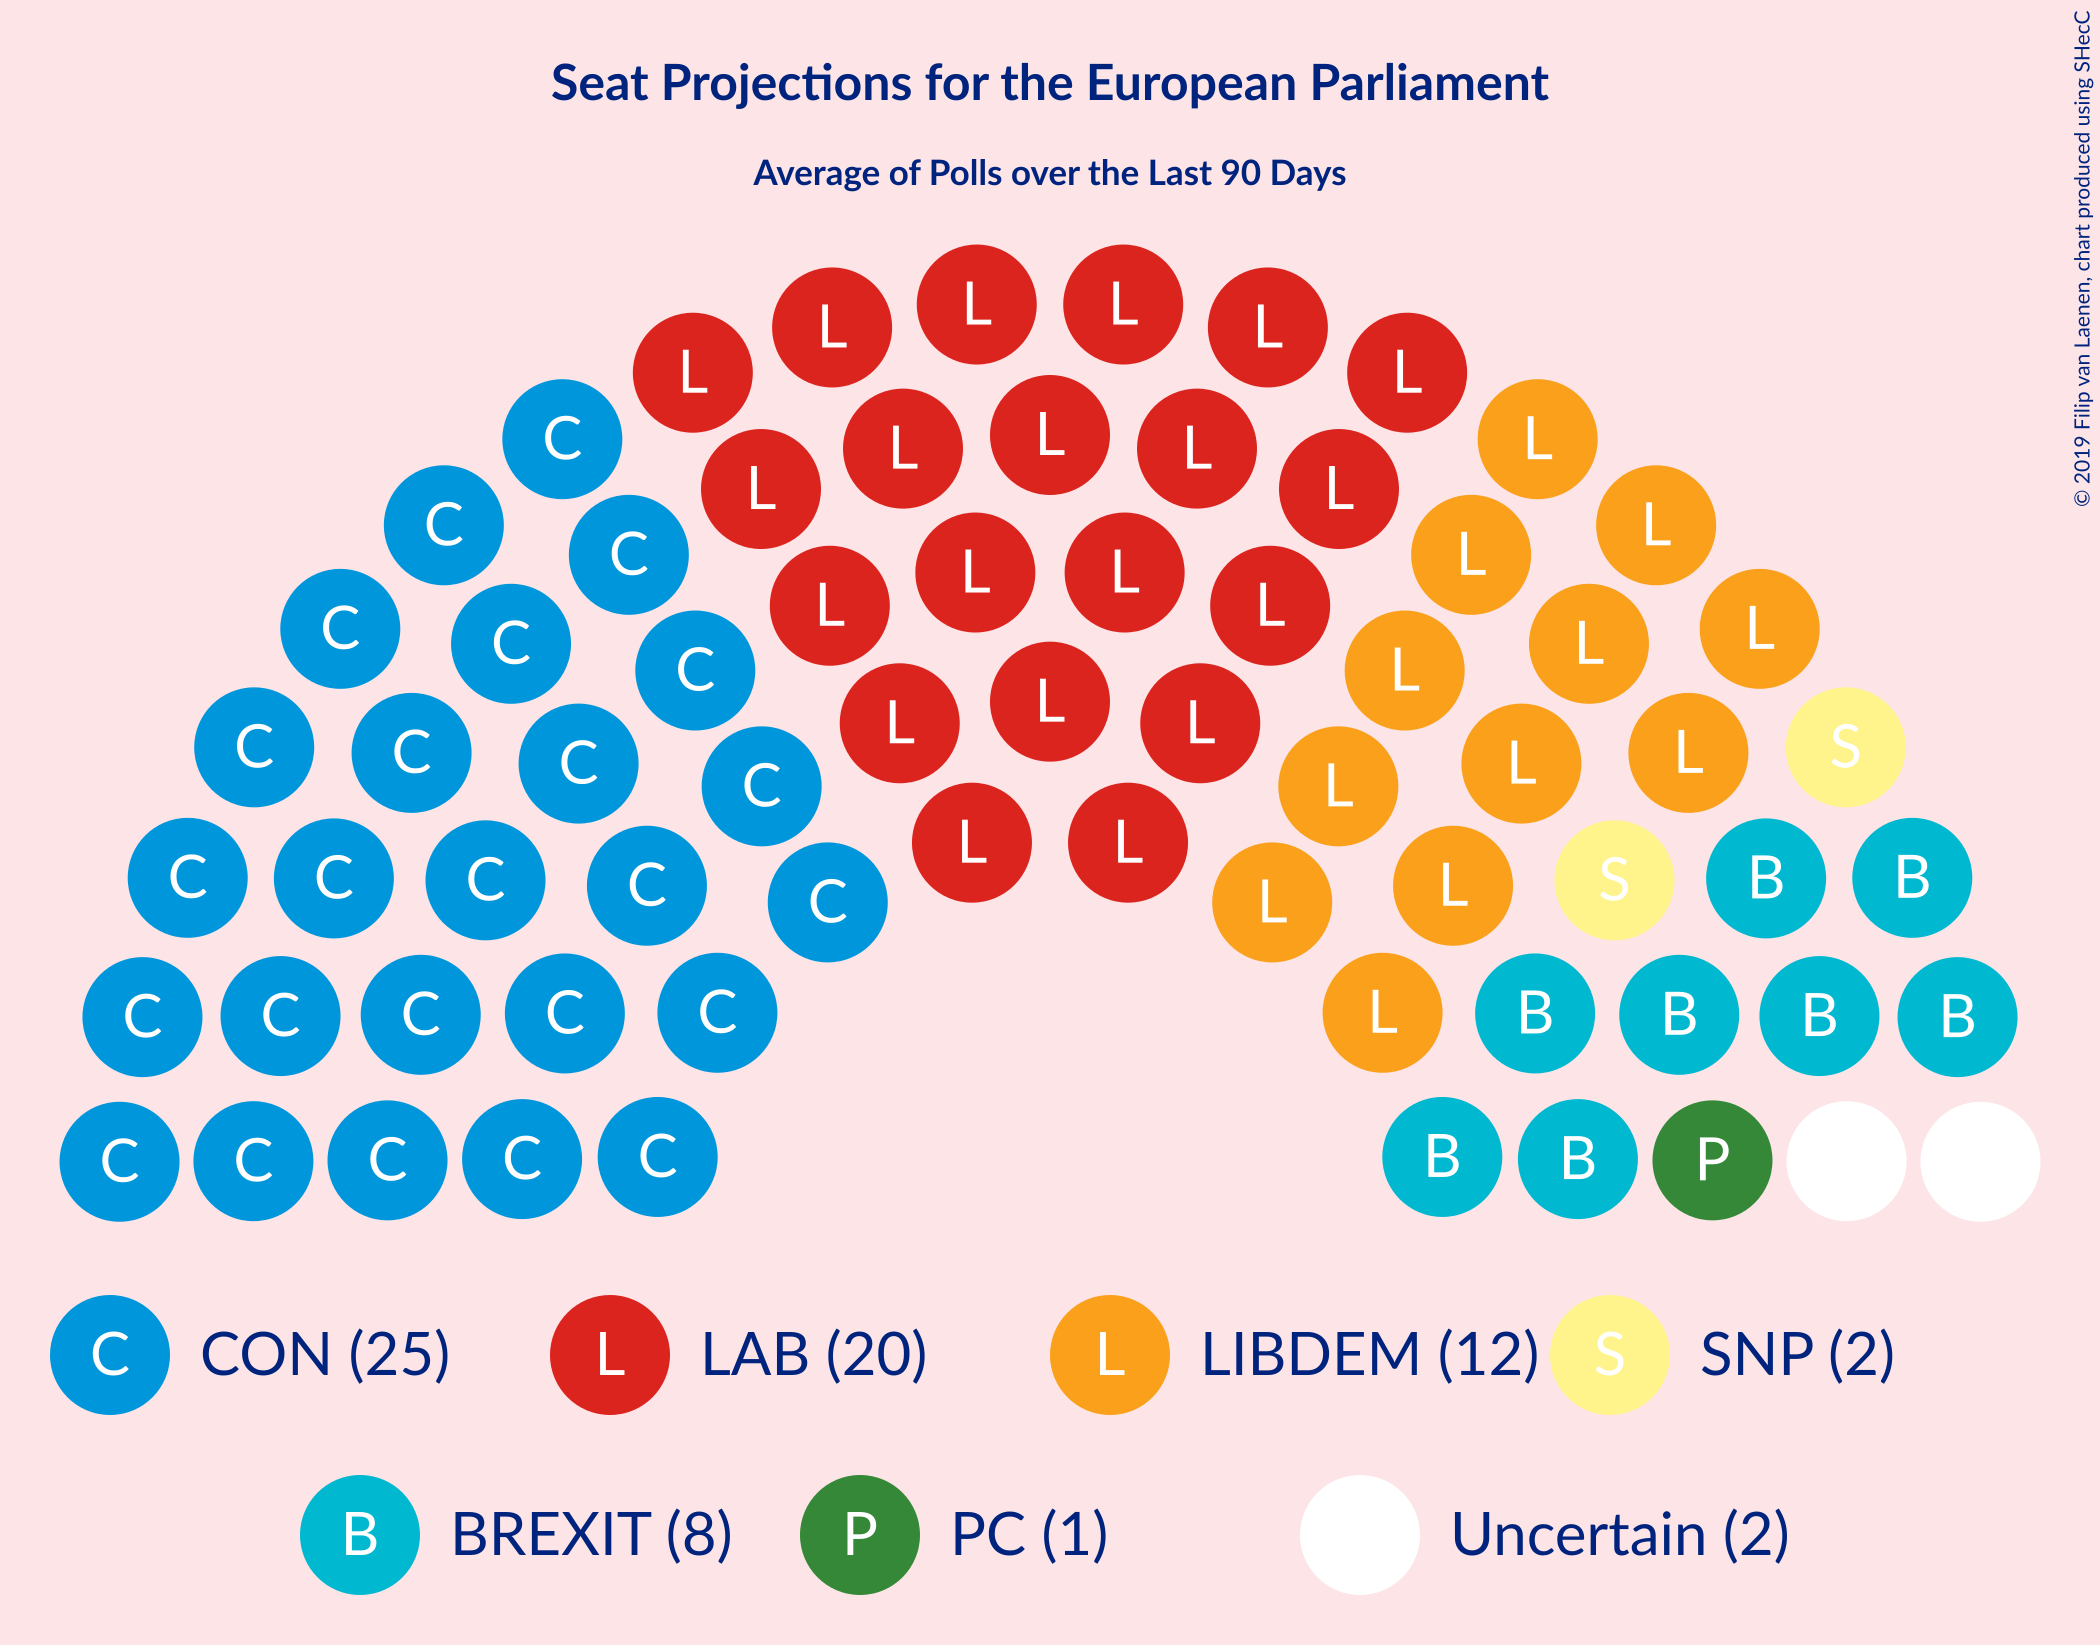 Seat Projections for the European Parliament
Average of Polls over the Last 90 Days
© 2019 Filip van Laenen, chart produced using SHecC
L L L L
L L
C L L L L
L L
C L
C L
L L
L L
C L
C L
C L
L
L L
C C C L L S
C L
L L
C C C C L S B B
C L
C C C C C L B B B B
C C C C C B B P
C CON (25) L LAB (20) L LIBDEM (12) S SNP (2)
B BREXIT (8) P PC (1) Uncertain (2)